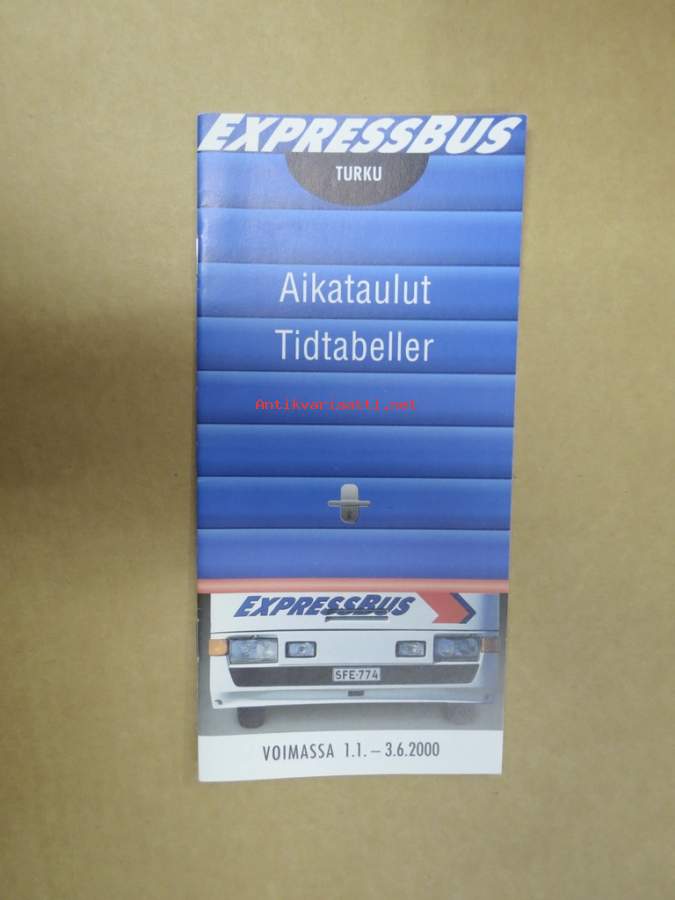 EXPRESSBUS
TURKU
Aikataulut
Tidtabeller
Antikvariaatti.net
EXPRESSBUS
SFE-774
VOIMASSA 1.1. – 3.6.2000